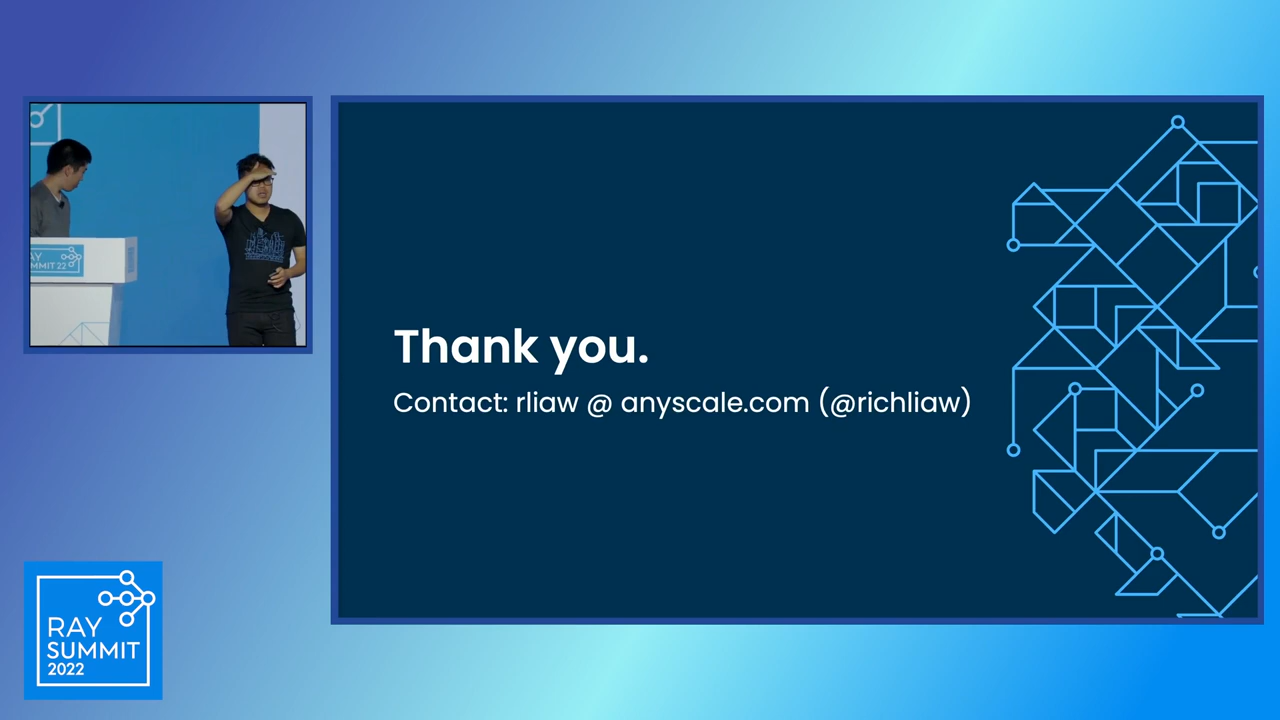 RAY
SUMMIT 22
Thank you.
Contact: rliaw @ anyscale.com (@richliaw)
RAY
SUMMIT
2022